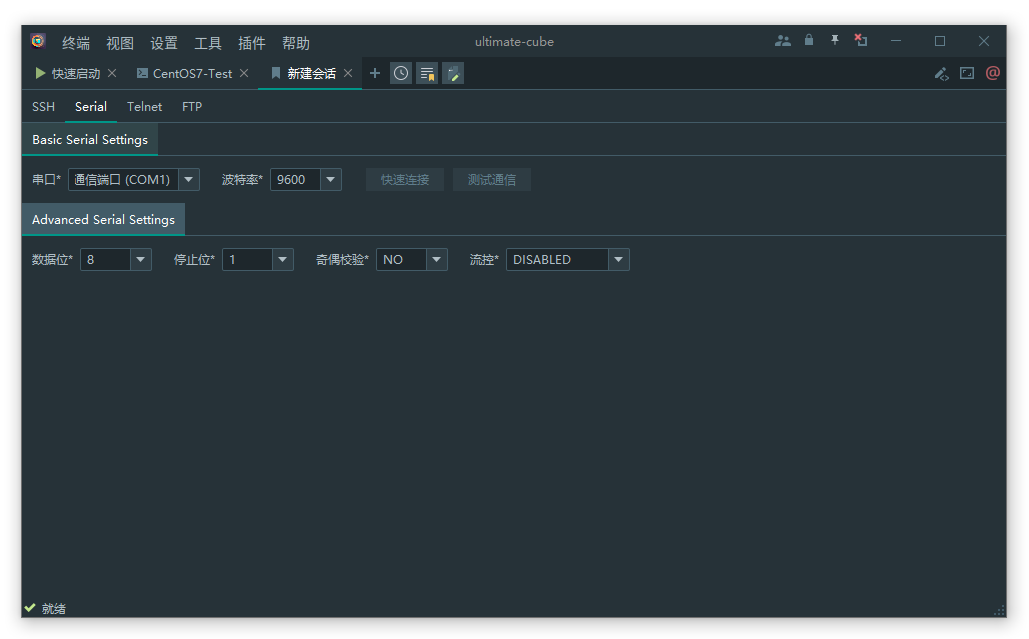 终端 视图 设置 工具 插件 帮助 ultimate-cube
快速启动 CentOS7-Test 新建会话
SSH Serial Telnet FTP
Basic Serial Settings
串口* 通信端口 (COM1) 波特率* 9600 快速连接 测试通信
Advanced Serial Settings
数据位* 8 停止位* 1 奇偶校验* NO 流控* DISABLED
就绪